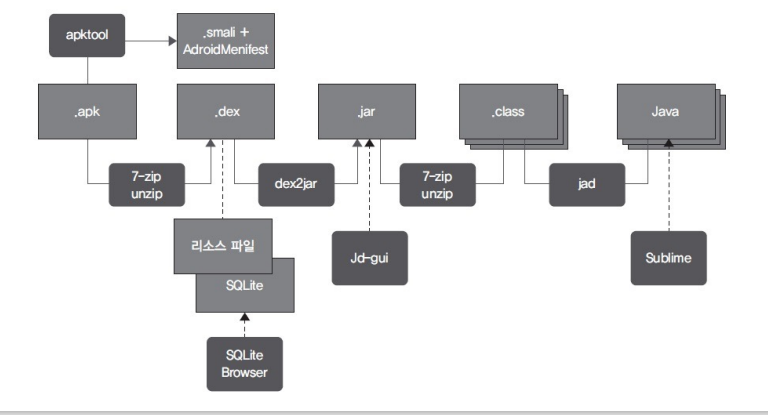 apktool
.smali +
AdroidMenifest
.apk
.dex
.jar
.class
Java
7-zip
unzip
dex2jar
7-zip
unzip
jad
리소스 파일
SQLite
Jd-gui
Sublime
SQLite
Browser